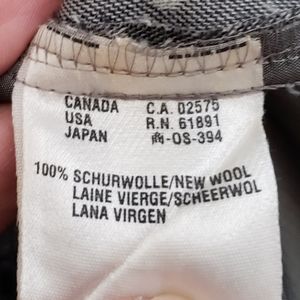 CANADA C.A. 02575
USA R.N. 61891
JAPAN OS-394
100% SCHURWOLLE/NEW WOOL
LAINE VIERGE/SCHEERWOL
LANA VIRGEN